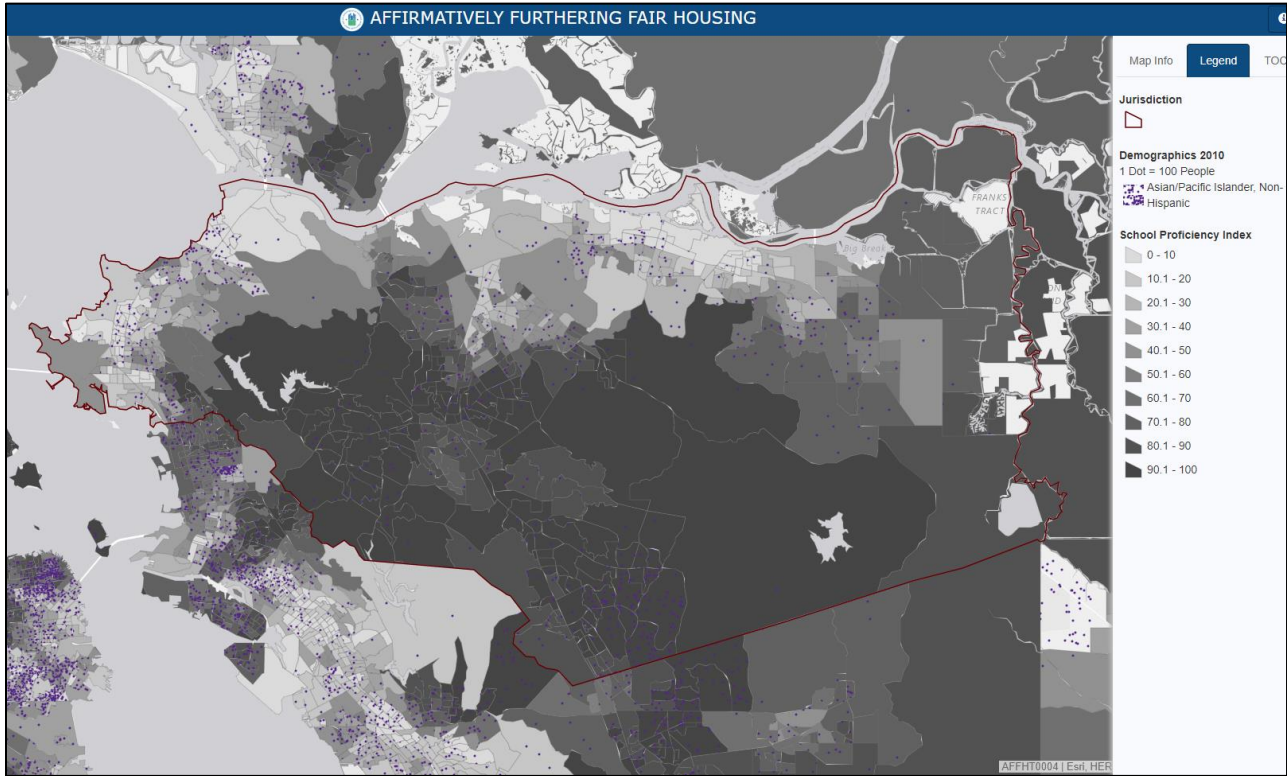 AFFIRMATIVELY FURTHERING FAIR HOUSING
Map Info
Legend
TOC
Jurisdiction
Demographics 2010
1 Dot = 100 People
Asian/Pacific Islander, Non-
Hispanic
School Proficiency Index
0 - 10
10.1 - 20
20.1 - 30
30.1 - 40
40.1 - 50
50.1 - 60
60.1 - 70
70.1 - 80
80.1 - 90
90.1 - 100
FRANKS
TRACT
Big Break
AFFHT0004 | Esri, HER